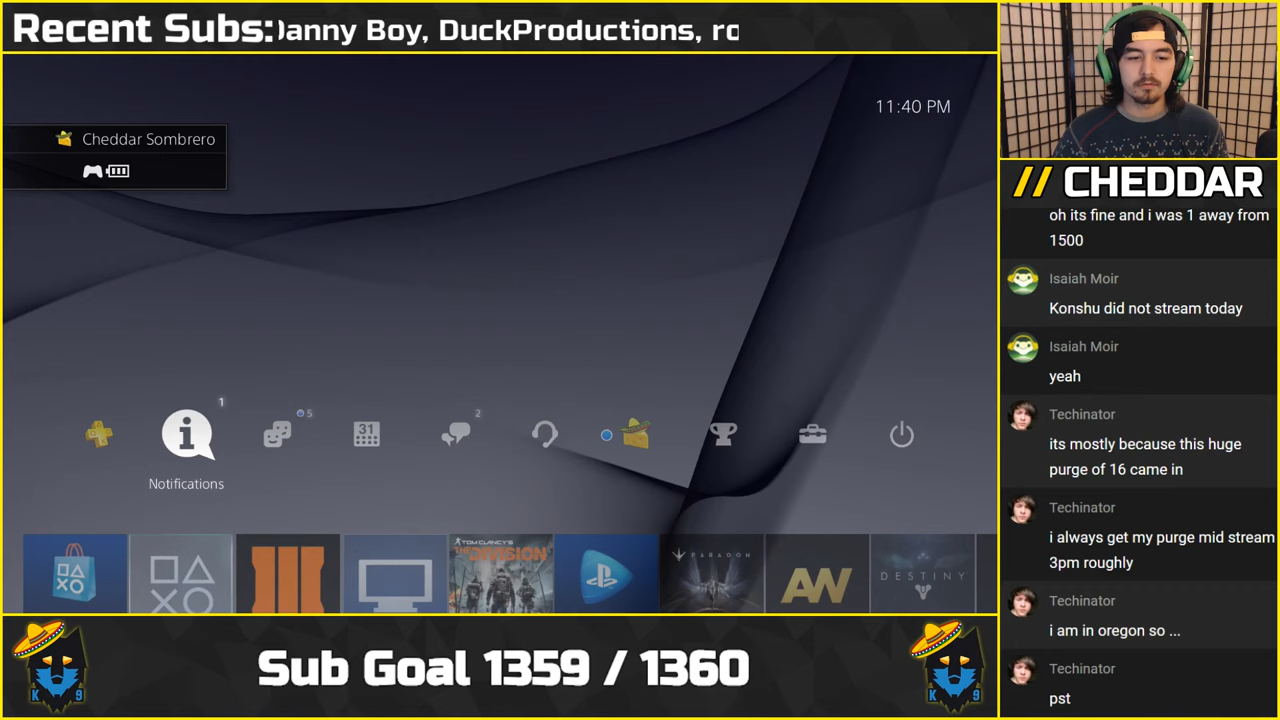 Recent Subs:
Janny Boy, DuckProductions, ro
11:40 PM
Cheddar Sombrero
1
5
31
2
Notifications
TOM CLANCY'S
THE DIVISION
PARAGON
AW
DESTINY
Sub Goal 1359 / 1360
K 9
K 9
// CHEDDAR
oh its fine and i was 1 away from
1500
Isaiah Moir
Konshu did not stream today
Isaiah Moir
yeah
Techinator
its mostly because this huge
purge of 16 came in
Techinator
i always get my purge mid stream
3pm roughly
Techinator
i am in oregon so ...
Techinator
pst